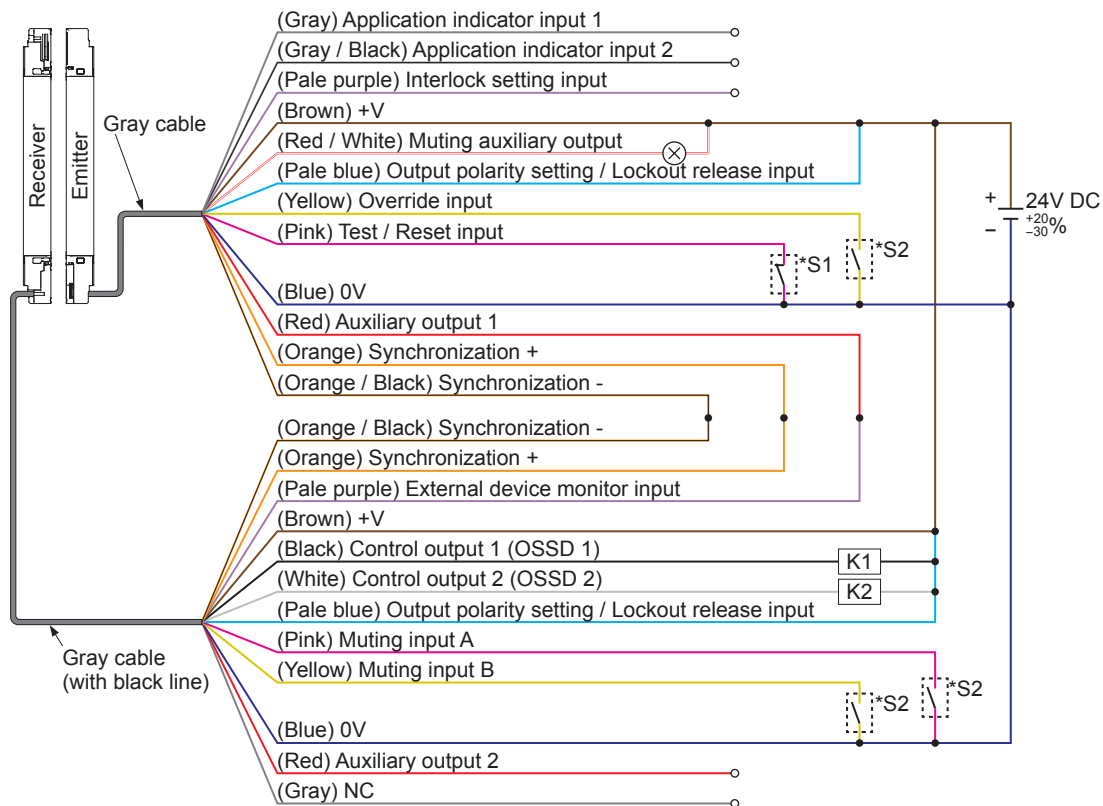 (Gray) Application indicator input 1
(Gray / Black) Application indicator input 2
(Pale purple) Interlock setting input
(Brown) +V
(Red / White) Muting auxiliary output
(Pale blue) Output polarity setting / Lockout release input
(Yellow) Override input
(Pink) Test / Reset input
(Blue) 0V
(Red) Auxiliary output 1
(Orange) Synchronization +
(Orange / Black) Synchronization -
Receiver
Emitter
Gray cable
*S1
*S2
+
−
24V DC
+20
−30%
(Orange / Black) Synchronization -
(Orange) Synchronization +
(Pale purple) External device monitor input
(Brown) +V
(Black) Control output 1 (OSSD 1)
K1
(White) Control output 2 (OSSD 2)
K2
(Pale blue) Output polarity setting / Lockout release input
(Pink) Muting input A
(Yellow) Muting input B
*S2
*S2
(Blue) 0V
(Red) Auxiliary output 2
(Gray) NC
Gray cable
(with black line)